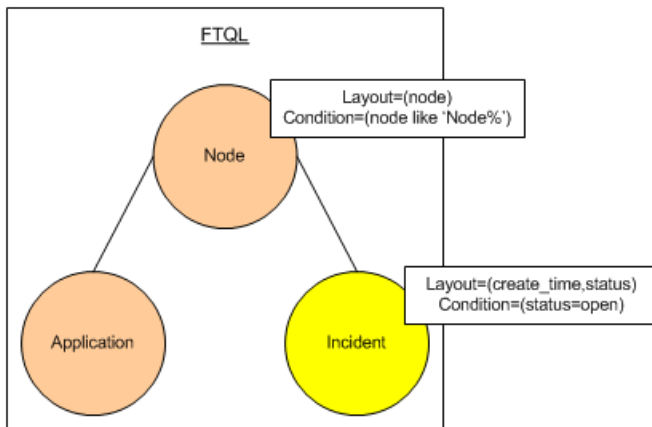 FTQL
Layout=(node)
Condition=(node like ‘Node%’)
Node
Layout=(create_time,status)
Condition=(status=open)
Application
Incident